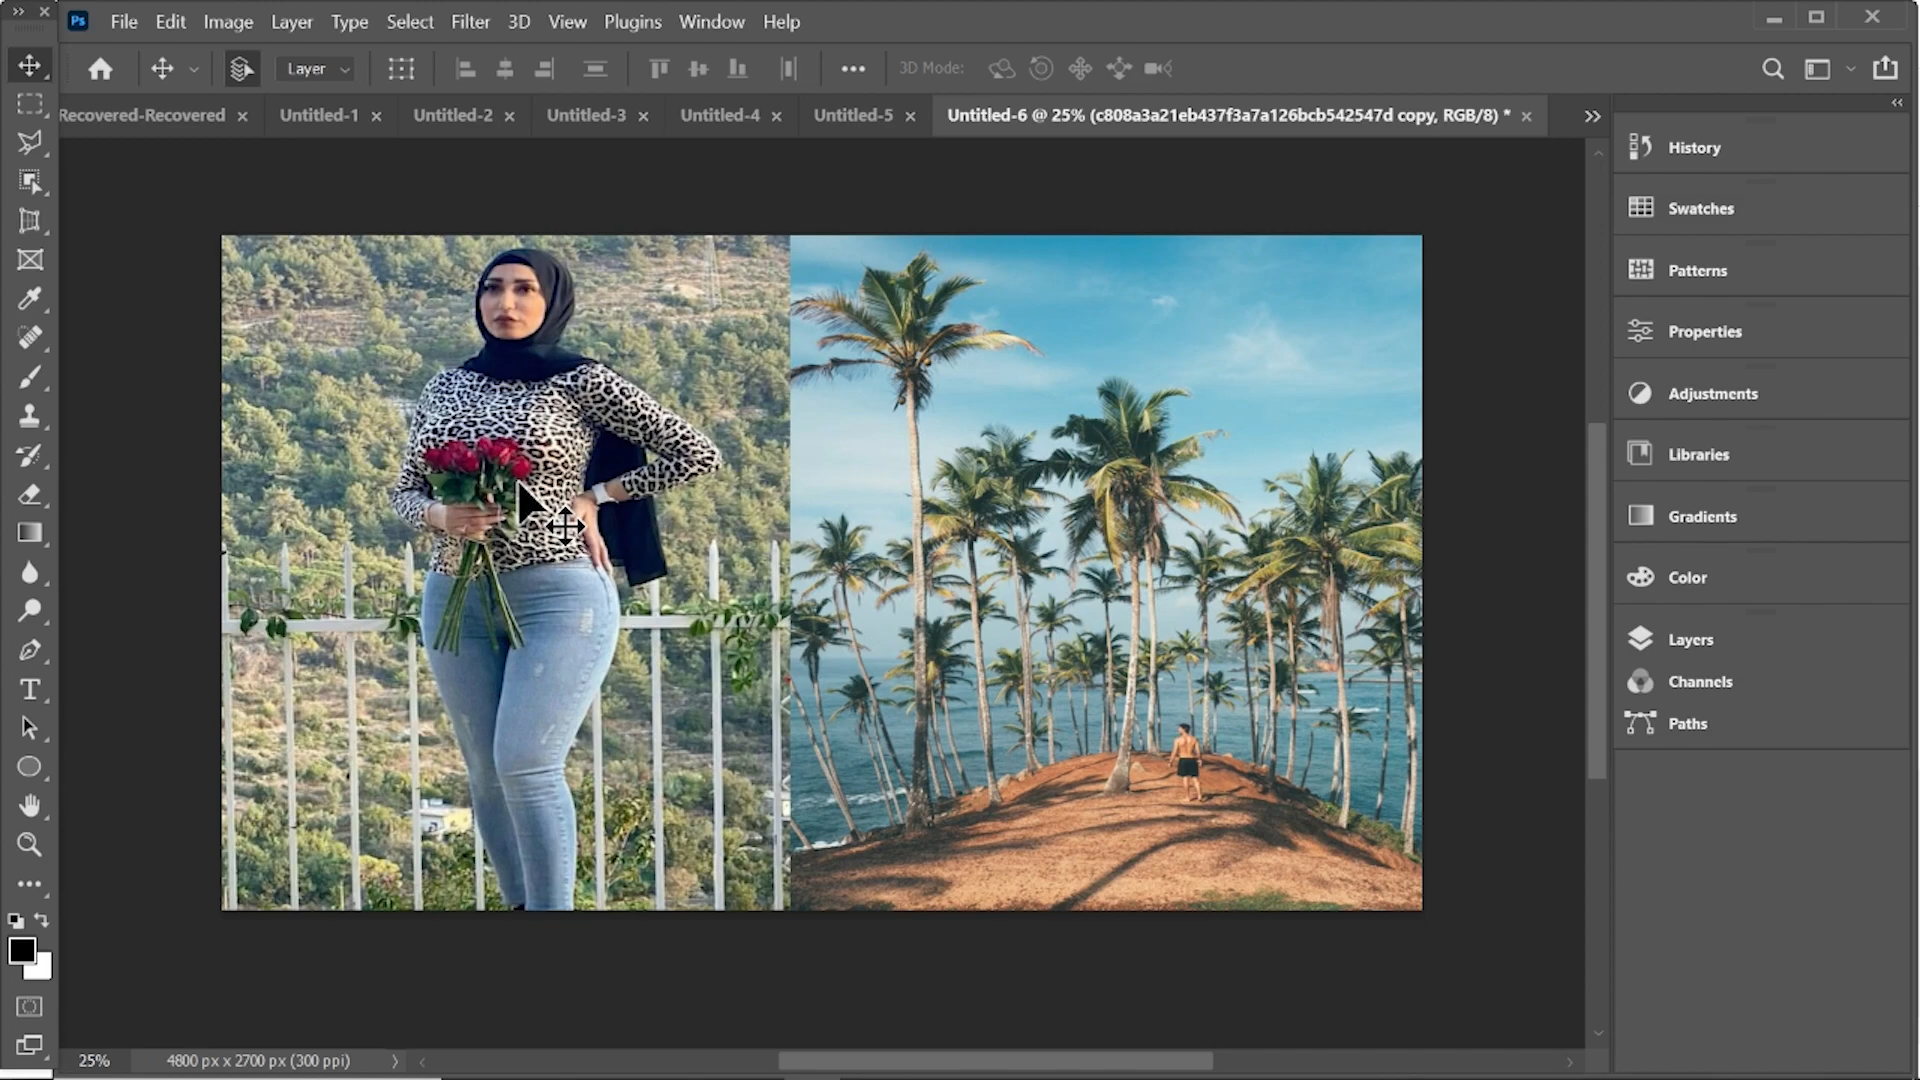 Ps File Edit Image Layer Type Select Filter 3D View Plugins Window Help
Layer 3D Mode:
Recovered-Recovered Untitled-1 Untitled-2 Untitled-3 Untitled-4 Untitled-5 Untitled-6 @ 25% (c808a3a21eb437f3a7a126bcb542547d copy, RGB/8) *
History
Swatches
Patterns
Properties
Adjustments
Libraries
Gradients
Color
Layers
Channels
Paths
25% 4800 px x 2700 px (300 ppi)